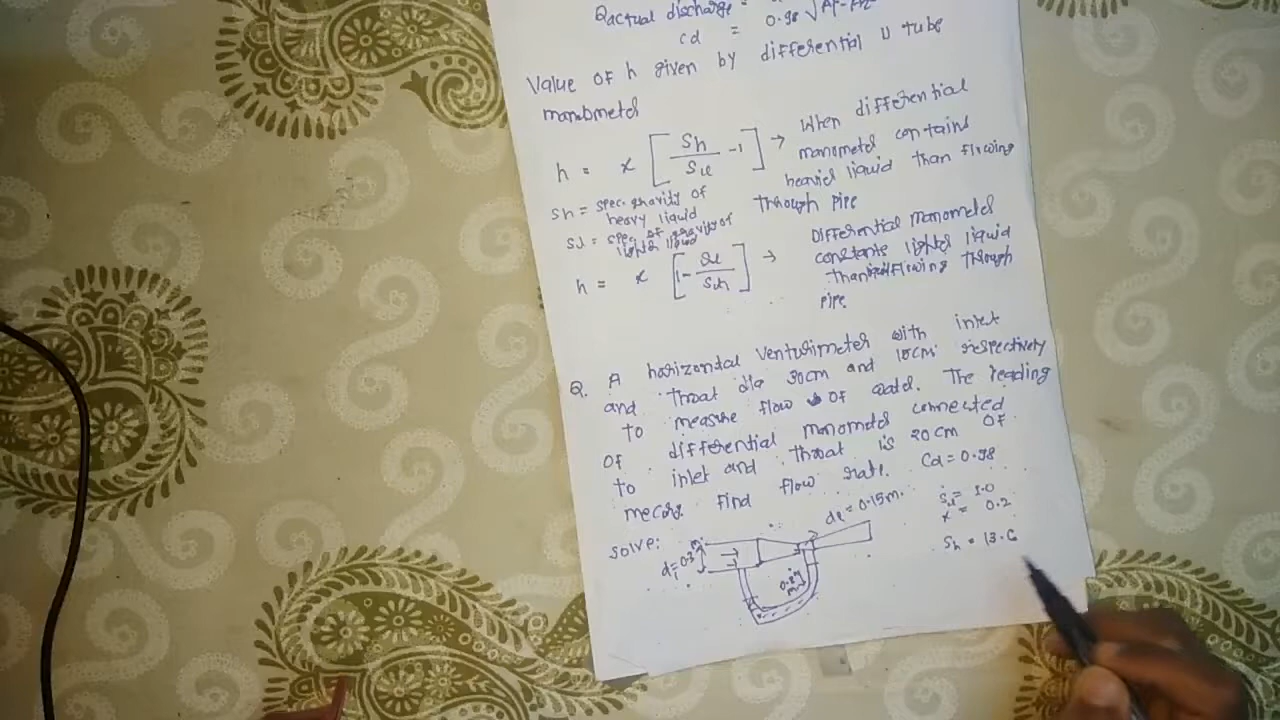 Qactual discharge =
cd = 0.98 √A₁²-A₂²
Value of h given by differential U tube
manometer
h = x [Sh/Sl -1] → When differential
manometer contains
heavier liquid than flowing
through pipe
Sh = spec. gravity of
heavy liquid
Sl = spec. of gravity of
lighter liquid
h = x [1- Sl/Sh] → Differential manometer
lighter liquid
than flowing through
pipe
Q. A horizontal Venturimeter with inlet
and throat dia 30cm and 15cm respectively
to measure flow of water. The reading
of differential manometer connected
to inlet and throat is 20cm of
find flow rate. Cd = 0.98
Solve:
d₁=0.3
= 0.15m.
0.2
Sl = 1.0
x = 0.2
Sh = 13.6